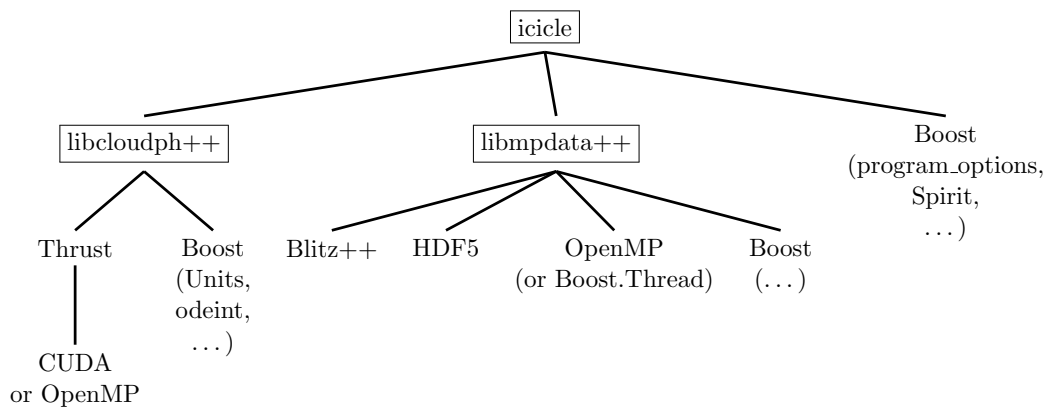 icicle
libcloudph++
libmpdata++
Boost
(program_options,
Spirit,
...)
Thrust
Boost
(Units,
odeint,
...)
Blitz++
HDF5
OpenMP
(or Boost.Thread)
Boost
(...)
CUDA
or OpenMP